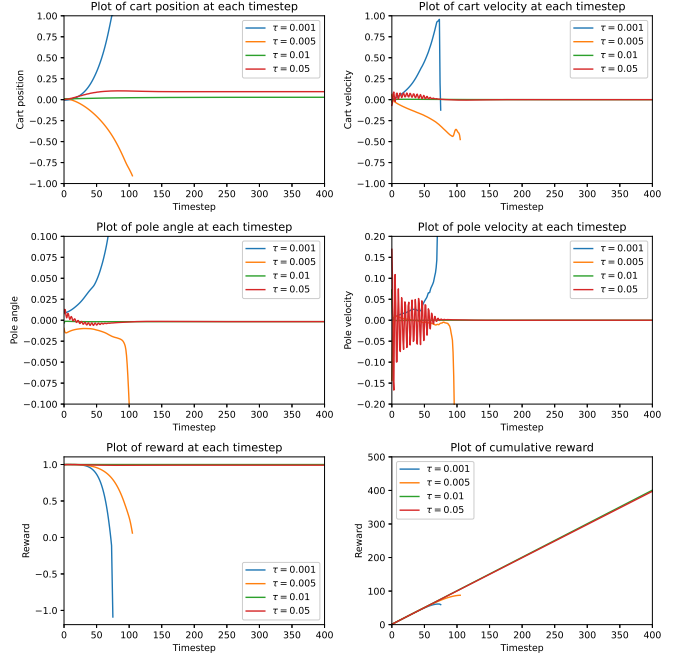 Plot of cart position at each timestep
1.00
0.75
0.50
0.25
0.00
−0.25
−0.50
−0.75
−1.00
Cart position
0 50 100 150 200 250 300 350 400
Timestep
τ = 0.001
τ = 0.005
τ = 0.01
τ = 0.05
Plot of cart velocity at each timestep
1.00
0.75
0.50
0.25
0.00
−0.25
−0.50
−0.75
−1.00
Cart velocity
0 50 100 150 200 250 300 350 400
Timestep
τ = 0.001
τ = 0.005
τ = 0.01
τ = 0.05
Plot of pole angle at each timestep
0.100
0.075
0.050
0.025
0.000
−0.025
−0.050
−0.075
−0.100
Pole angle
0 50 100 150 200 250 300 350 400
Timestep
τ = 0.001
τ = 0.005
τ = 0.01
τ = 0.05
Plot of pole velocity at each timestep
0.20
0.15
0.10
0.05
0.00
−0.05
−0.10
−0.15
−0.20
Pole velocity
0 50 100 150 200 250 300 350 400
Timestep
τ = 0.001
τ = 0.005
τ = 0.01
τ = 0.05
Plot of reward at each timestep
1.0
0.5
0.0
−0.5
−1.0
Reward
0 50 100 150 200 250 300 350 400
Timestep
τ = 0.001
τ = 0.005
τ = 0.01
τ = 0.05
Plot of cumulative reward
500
400
300
200
100
0
Reward
0 50 100 150 200 250 300 350 400
Timestep
τ = 0.001
τ = 0.005
τ = 0.01
τ = 0.05